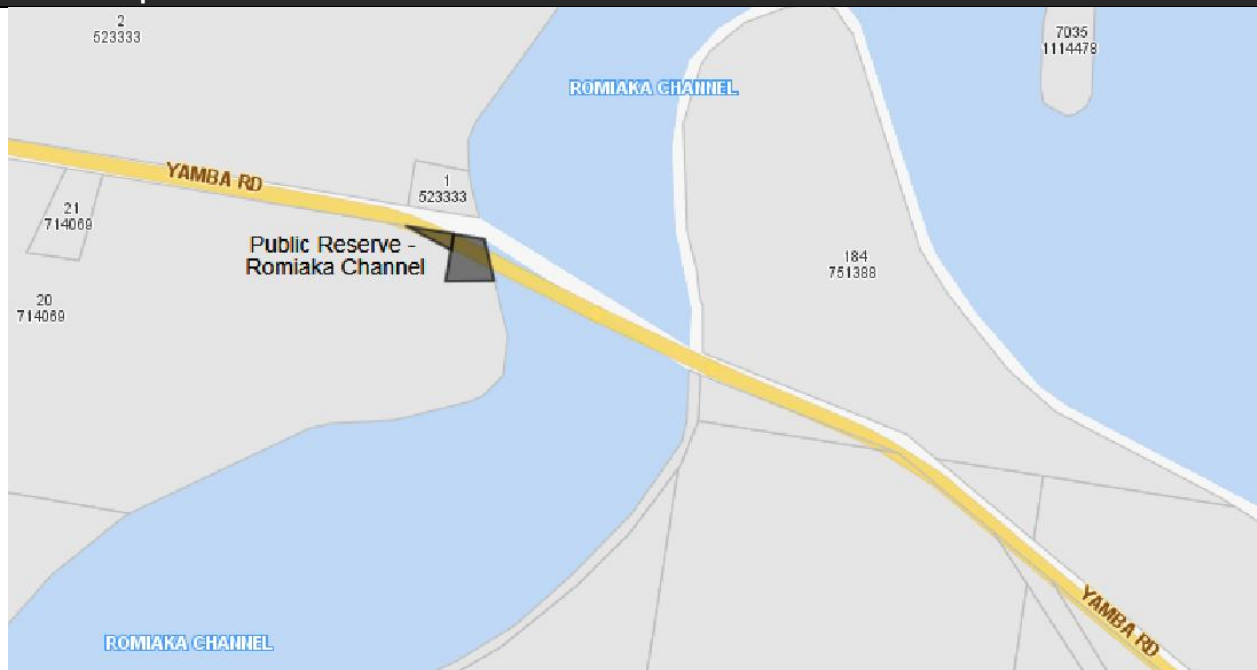 2
523333
ROMIAKA CHANNEL
7035
1114478
YAMBA RD
1
523333
21
714069
Public Reserve -
Romiaka Channel
184
751388
20
714069
YAMBA RD
ROMIAKA CHANNEL